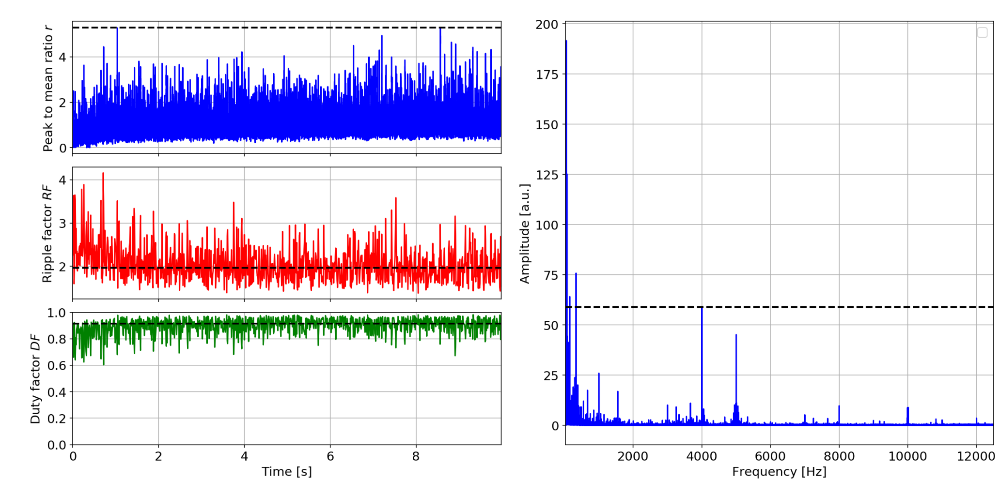 Peak to mean ratio r
4
2
0
Ripple factor RF
4
3
2
Duty factor DF
1.0
0.8
0.6
0.4
0.2
0.0
0 2 4 6 8
Time [s]
Amplitude [a.u.]
200
175
150
125
100
75
50
25
0
2000 4000 6000 8000 10000 12000
Frequency [Hz]